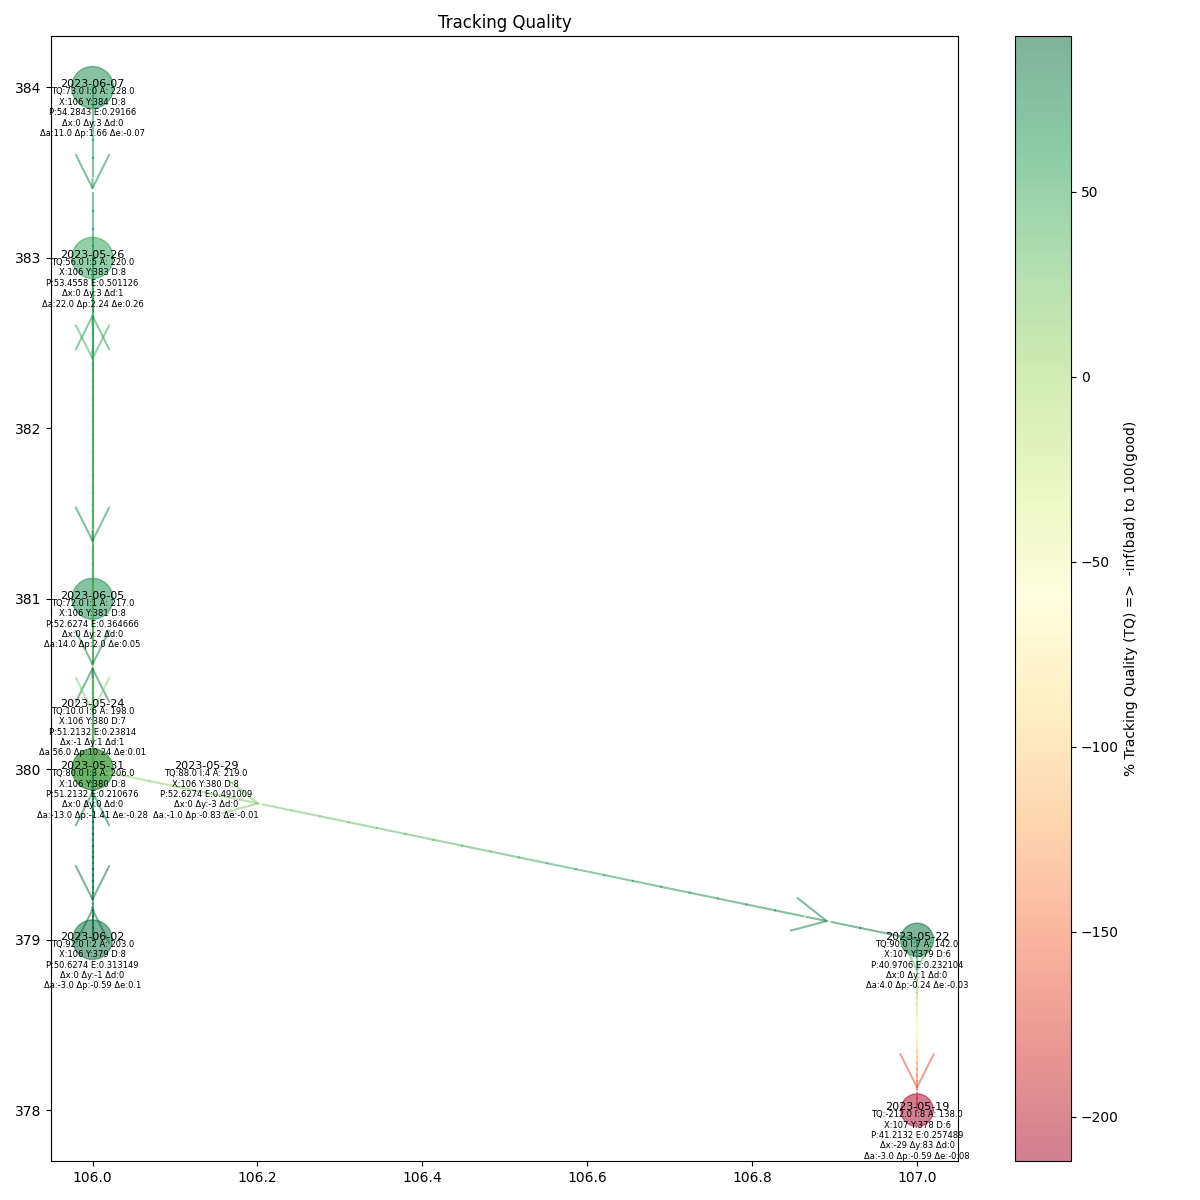 Tracking Quality
384
2023-06-07
TQ:73.0 I:0 A: 228.0
X:106 Y:384 D:8
P:54.2843 E:0.29166
Δx:0 Δy:3 Δd:0
Δa:11.0 Δp:1.66 Δe:-0.07
383
2023-05-26
TQ:56.0 I:5 A: 220.0
X:106 Y:383 D:8
P:53.4558 E:0.501126
Δx:0 Δy:3 Δd:1
Δa:22.0 Δp:2.24 Δe:0.26
382
381
2023-06-05
TQ:72.0 I:1 A: 217.0
X:106 Y:381 D:8
P:52.6274 E:0.364666
Δx:0 Δy:2 Δd:0
Δa:14.0 Δp:2.0 Δe:0.05
2023-05-24
TQ:10.0 I:6 A: 198.0
X:106 Y:380 D:7
P:51.2132 E:0.23814
Δx:-1 Δy:1 Δd:1
Δa:56.0 Δp:10.24 Δe:0.01
380
2023-05-31
TQ:80.0 I:3 A: 206.0
X:106 Y:380 D:8
P:51.2132 E:0.210676
Δx:0 Δy:0 Δd:0
Δa:-13.0 Δp:-1.41 Δe:-0.28
2023-05-29
TQ:88.0 I:4 A: 219.0
X:106 Y:380 D:8
P:52.6274 E:0.491009
Δx:0 Δy:-3 Δd:0
Δa:-1.0 Δp:-0.83 Δe:-0.01
379
2023-06-02
TQ:92.0 I:2 A: 203.0
X:106 Y:379 D:8
P:50.6274 E:0.313149
Δx:0 Δy:-1 Δd:0
Δa:-3.0 Δp:-0.59 Δe:0.1
2023-05-22
TQ:90.0 I:7 A: 142.0
X:107 Y:379 D:6
P:40.9706 E:0.232104
Δx:0 Δy:1 Δd:0
Δa:4.0 Δp:-0.24 Δe:-0.03
378
2023-05-19
TQ:-212.0 I:8 A: 138.0
X:107 Y:378 D:6
P:41.2132 E:0.257489
Δx:-29 Δy:83 Δd:0
Δa:-3.0 Δp:-0.59 Δe:-0.08
106.0 106.2 106.4 106.6 106.8 107.0
50
0
−50
−100
−150
−200
% Tracking Quality (TQ) => -inf(bad) to 100(good)